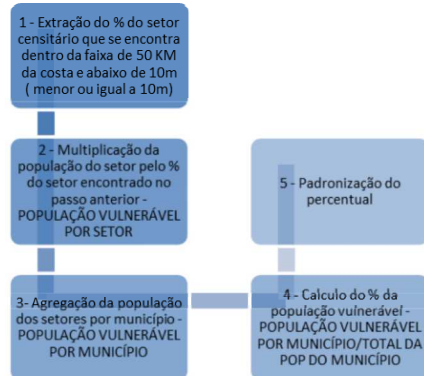 1 - Extração do % do setor
censitário que se encontra
dentro da faixa de 50 KM
da costa e abaixo de 10m
( menor ou igual a 10m)
2 - Multiplicação da
população do setor pelo %
do setor encontrado no
passo anterior -
POPULAÇÃO VULNERÁVEL
POR SETOR
3- Agregação da população
dos setores por município -
POPULAÇÃO VULNERÁVEL
POR MUNICÍPIO
4 - Calculo do % da
população vulnerável -
POPULAÇÃO VULNERÁVEL
POR MUNICÍPIO/TOTAL DA
POP DO MUNICÍPIO
5 - Padronização do
percentual